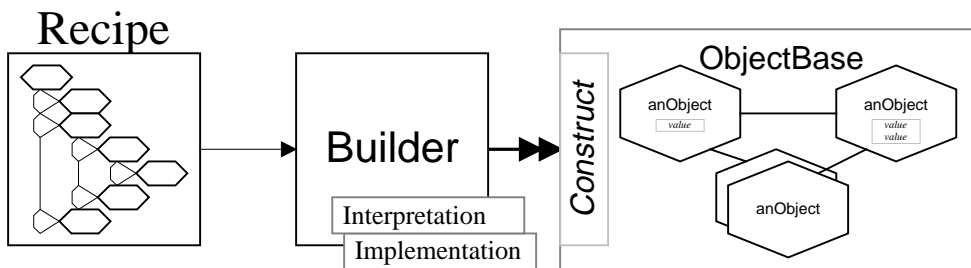 Recipe
Builder
Interpretation
Implementation
Construct
ObjectBase
anObject
value
anObject
value
value
anObject